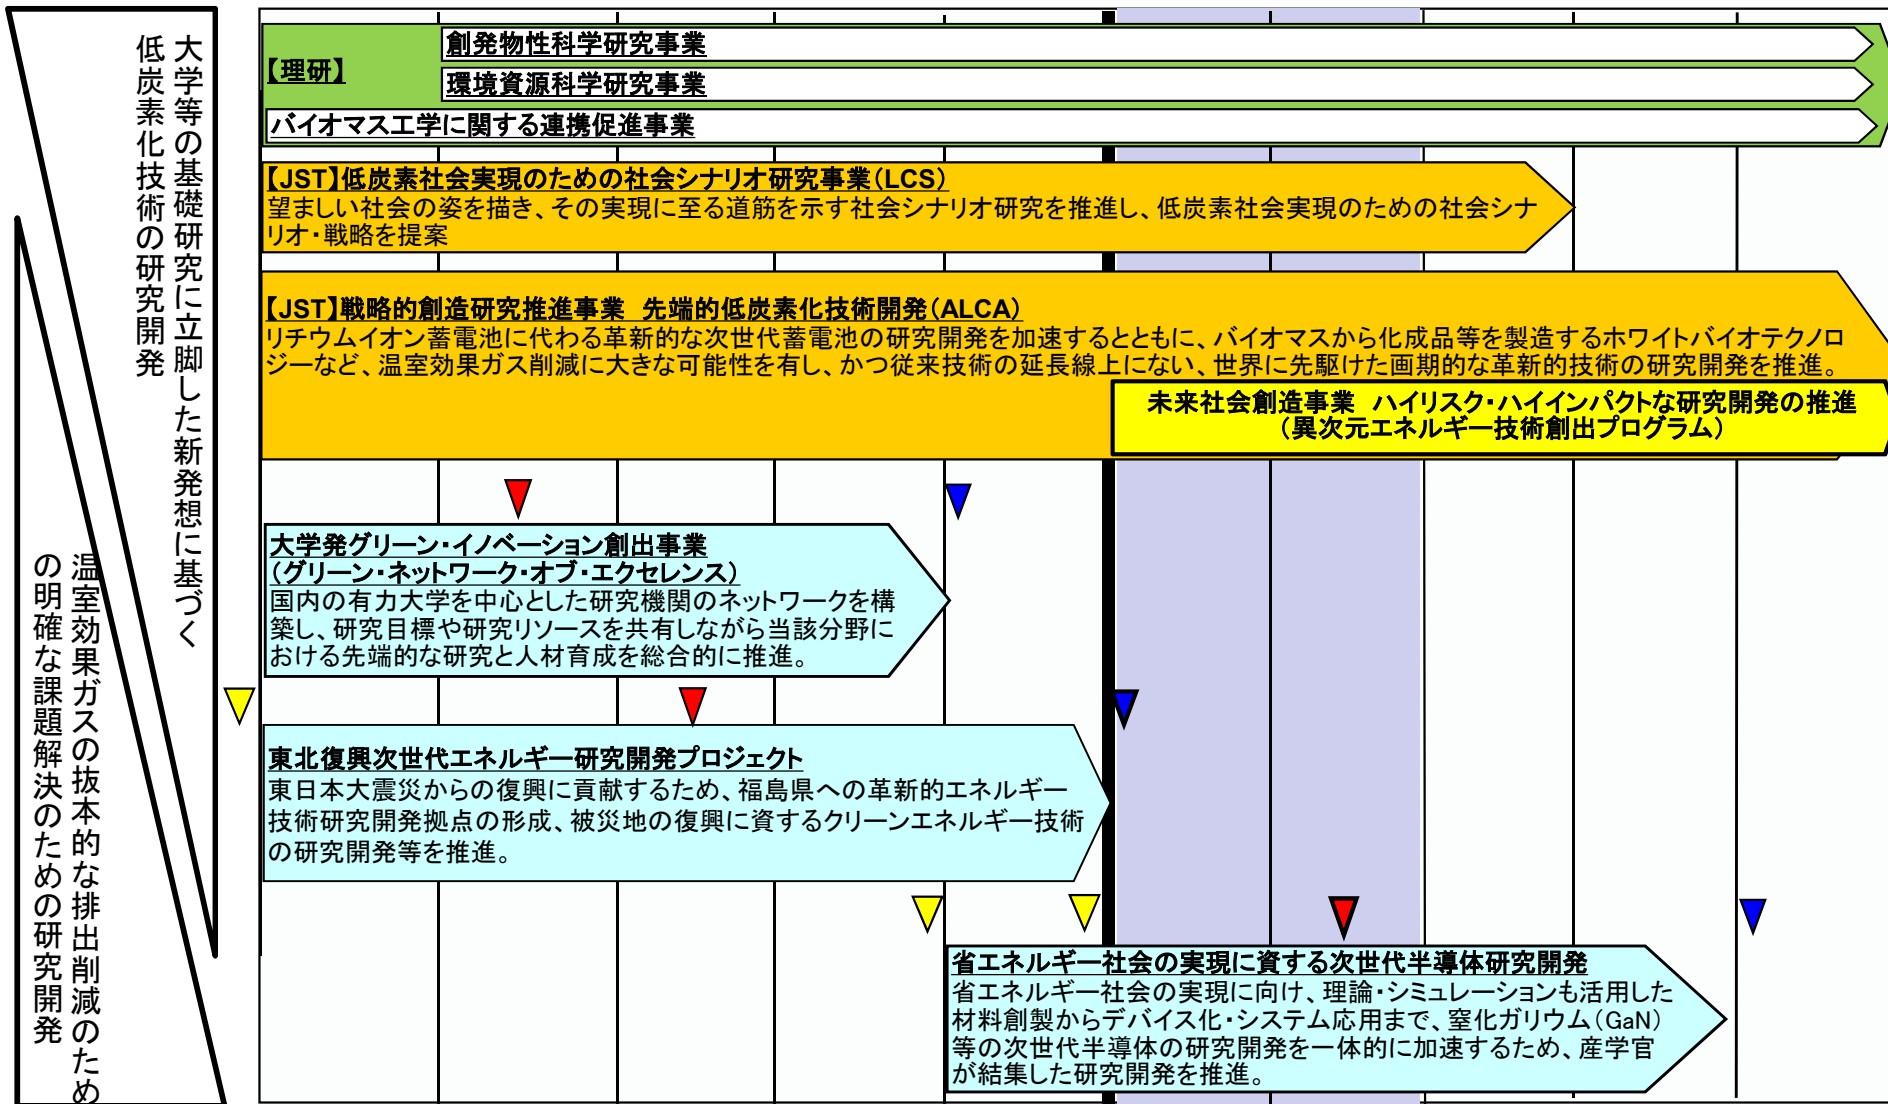 大学等の基礎研究に立脚した新発想に基づく
低炭素化技術の研究開発
温室効果ガスの抜本的な排出削減のため
の明確な課題解決のための研究開発
【理研】
創発物性科学研究事業
環境資源科学研究事業
バイオマス工学に関する連携促進事業
【JST】低炭素社会実現のための社会シナリオ研究事業(LCS)
望ましい社会の姿を描き、その実現に至る道筋を示す社会シナリオ研究を推進し、低炭素社会実現のための社会シナ
リオ・戦略を提案
【JST】戦略的創造研究推進事業　先端的低炭素化技術開発(ALCA)
リチウムイオン蓄電池に代わる革新的な次世代蓄電池の研究開発を加速するとともに、バイオマスから化成品等を製造するホワイトバイオテクノロ
ジーなど、温室効果ガス削減に大きな可能性を有し、かつ従来技術の延長線上にない、世界に先駆けた画期的な革新的技術の研究開発を推進。
未来社会創造事業　ハイリスク・ハイインパクトな研究開発の推進
（異次元エネルギー技術創出プログラム）
大学発グリーン・イノベーション創出事業
（グリーン・ネットワーク・オブ・エクセレンス）
国内の有力大学を中心とした研究機関のネットワークを構
築し、研究目標や研究リソースを共有しながら当該分野に
おける先端的な研究と人材育成を総合的に推進。
東北復興次世代エネルギー研究開発プロジェクト
東日本大震災からの復興に貢献するため、福島県への革新的エネルギー
技術研究開発拠点の形成、被災地の復興に資するクリーンエネルギー技術
の研究開発等を推進。
省エネルギー社会の実現に資する次世代半導体研究開発
省エネルギー社会の実現に向け、理論・シミュレーションも活用した
材料創製からデバイス化・システム応用まで、窒化ガリウム（GaN）
等の次世代半導体の研究開発を一体的に加速するため、産学官
が結集した研究開発を推進。